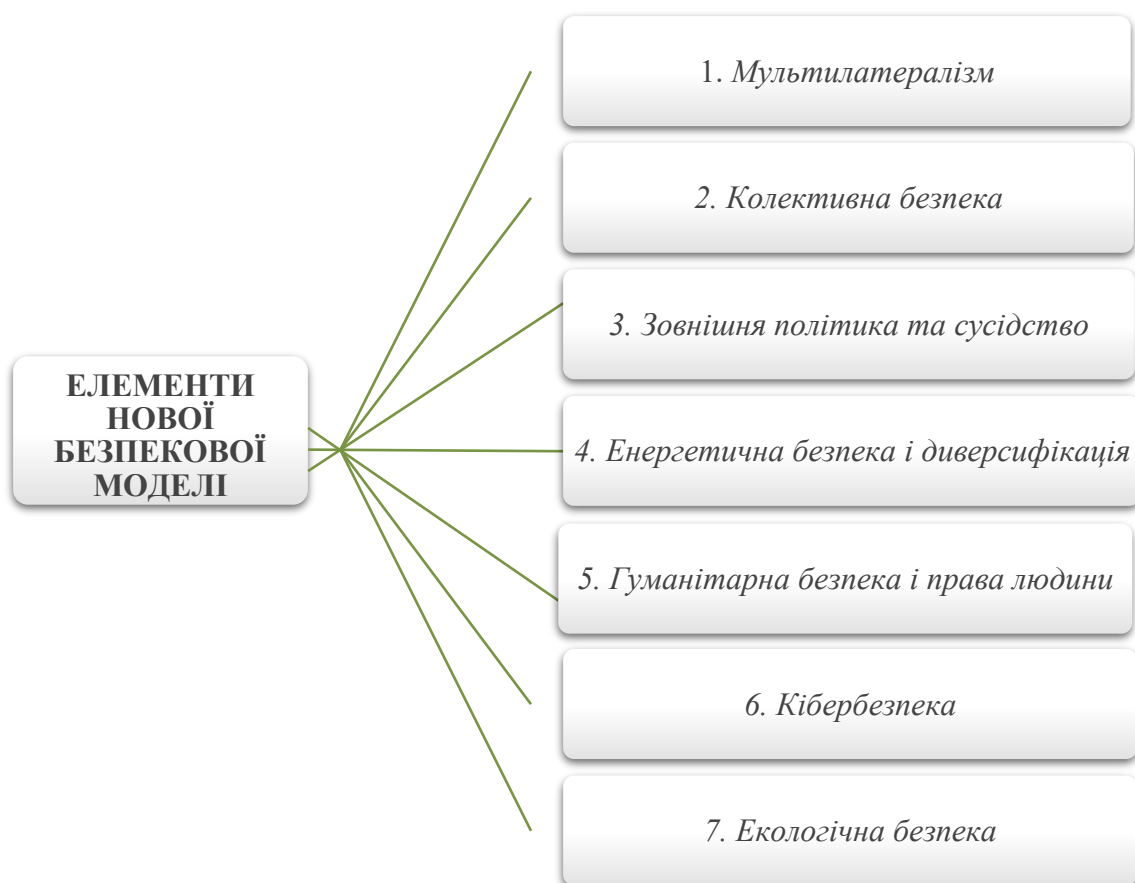 1. Мультилатералізм
2. Колективна безпека
3. Зовнішня політика та сусідство
ЕЛЕМЕНТИ
НОВОЇ
БЕЗПЕКОВОЇ
МОДЕЛІ
4. Енергетична безпека і диверсифікація
5. Гуманітарна безпека і права людини
6. Кібербезпека
7. Екологічна безпека